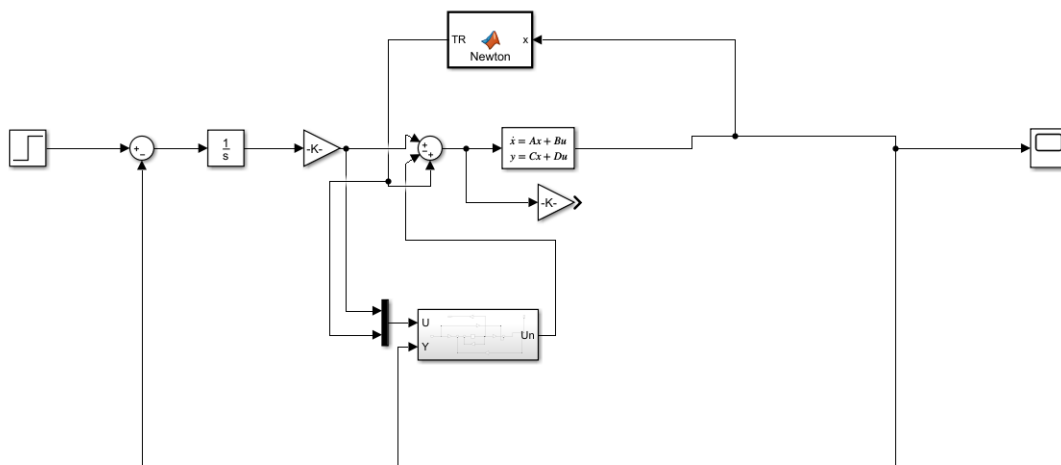 TR
x
Newton
+
−
1
s
-K-
+
−
+
ẋ = Ax + Bu
y = Cx + Du
-K-
U
Un
Y